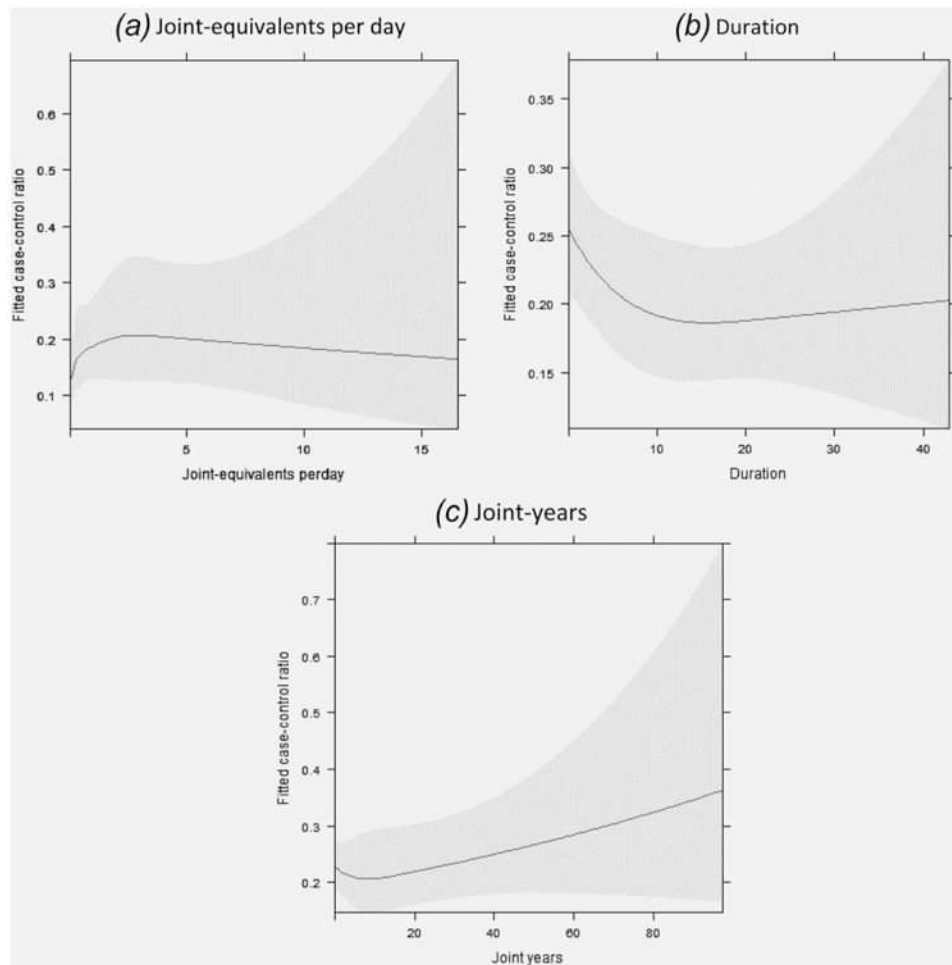 (a) Joint-equivalents per day
0.6
0.5
0.4
0.3
0.2
0.1
Fitted case-control ratio
5 10 15
Joint-equivalents perday
(b) Duration
0.35
0.30
0.25
0.20
0.15
Fitted case-control ratio
10 20 30 40
Duration
(c) Joint-years
0.7
0.6
0.5
0.4
0.3
0.2
Fitted case-control ratio
20 40 60 80
Joint years